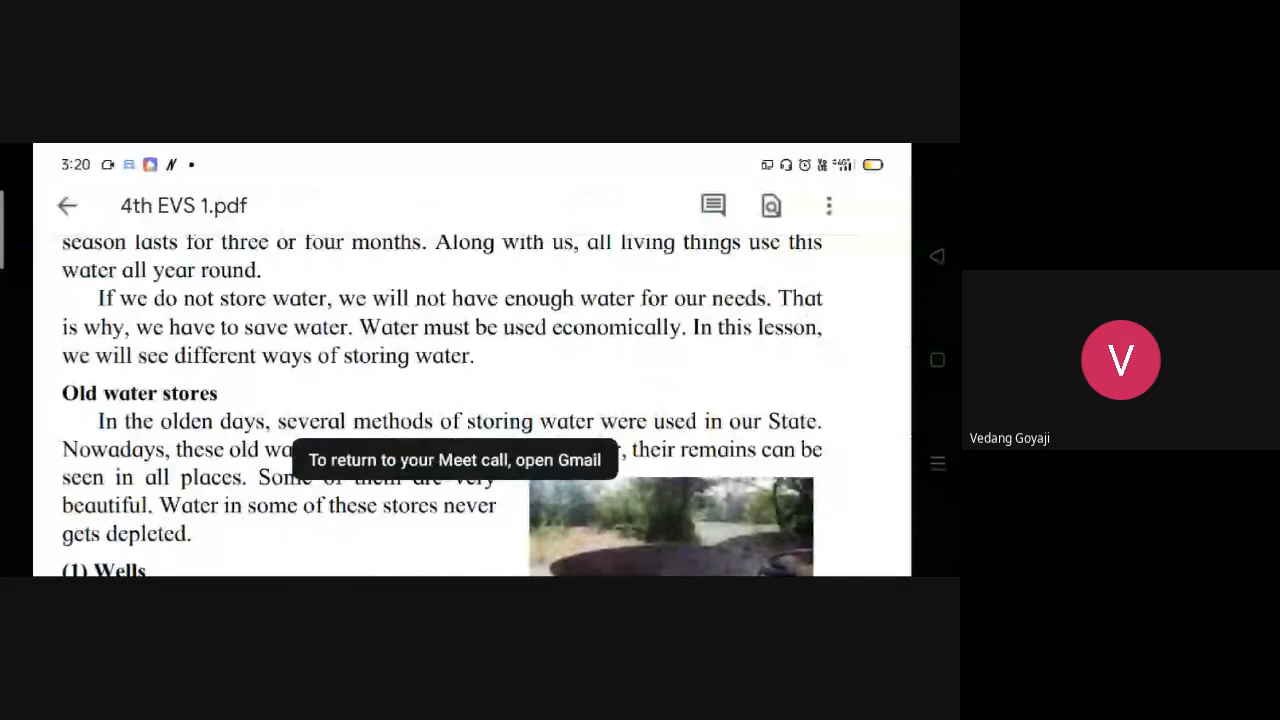 3:20
4th EVS 1.pdf
season lasts for three or four months. Along with us, all living things use this
water all year round.
If we do not store water, we will not have enough water for our needs. That
is why, we have to save water. Water must be used economically. In this lesson,
we will see different ways of storing water.
Old water stores
In the olden days, several methods of storing water were used in our State.
Nowadays, these old their remains can be
To return to your Meet call, open Gmail
seen in all places. Some of them are very
beautiful. Water in some of these stores never
gets depleted.
(1) Wells
V
Vedang Goyaji